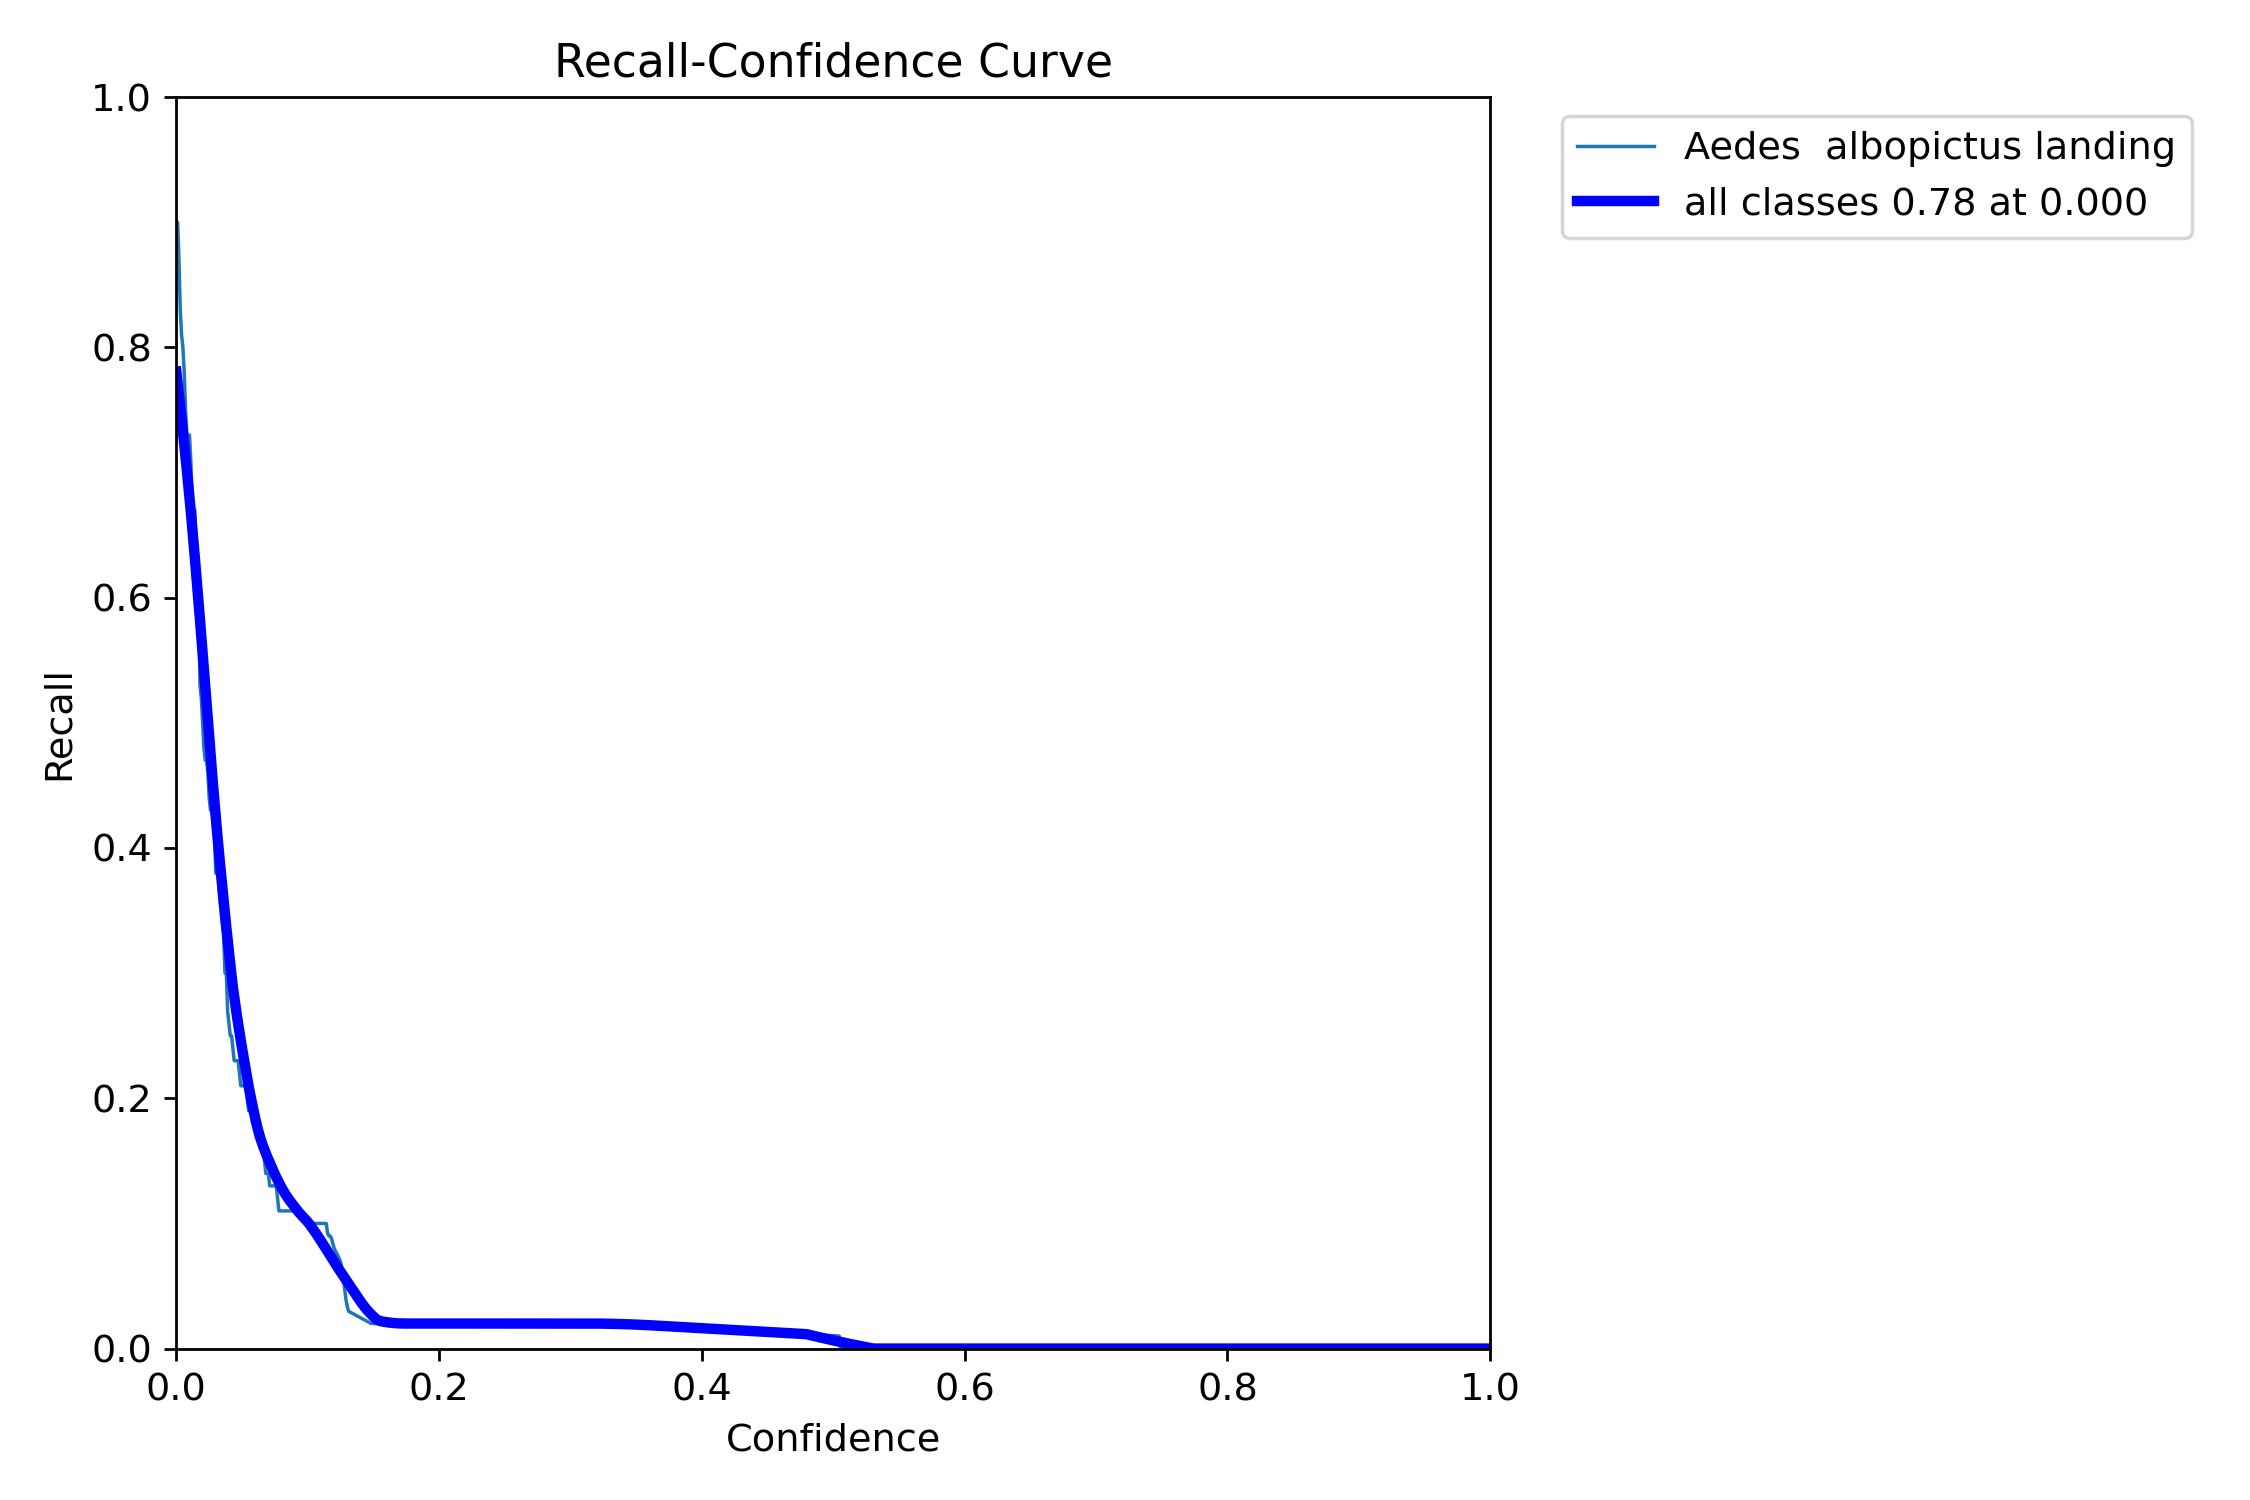 Recall-Confidence Curve
Aedes  albopictus landing
all classes 0.78 at 0.000
Recall
1.0
0.8
0.6
0.4
0.2
0.0
0.0 0.2 0.4 0.6 0.8 1.0
Confidence